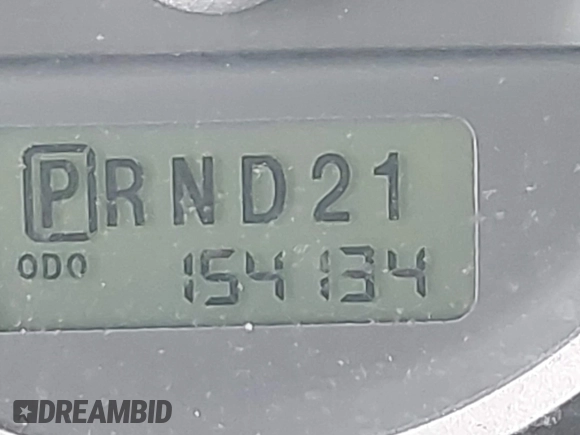 PRND21
ODO 154134
DREAMBID